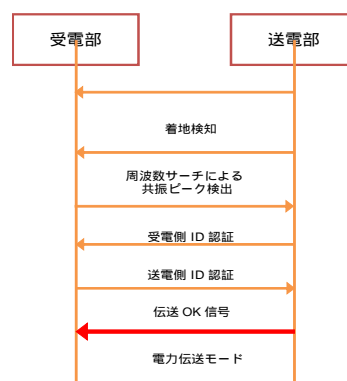 受電部
送電部
着地検知
周波数サーチによる
共振ピーク検出
受電側 ID 認証
送電側 ID 認証
伝送 OK 信号
電力伝送モード